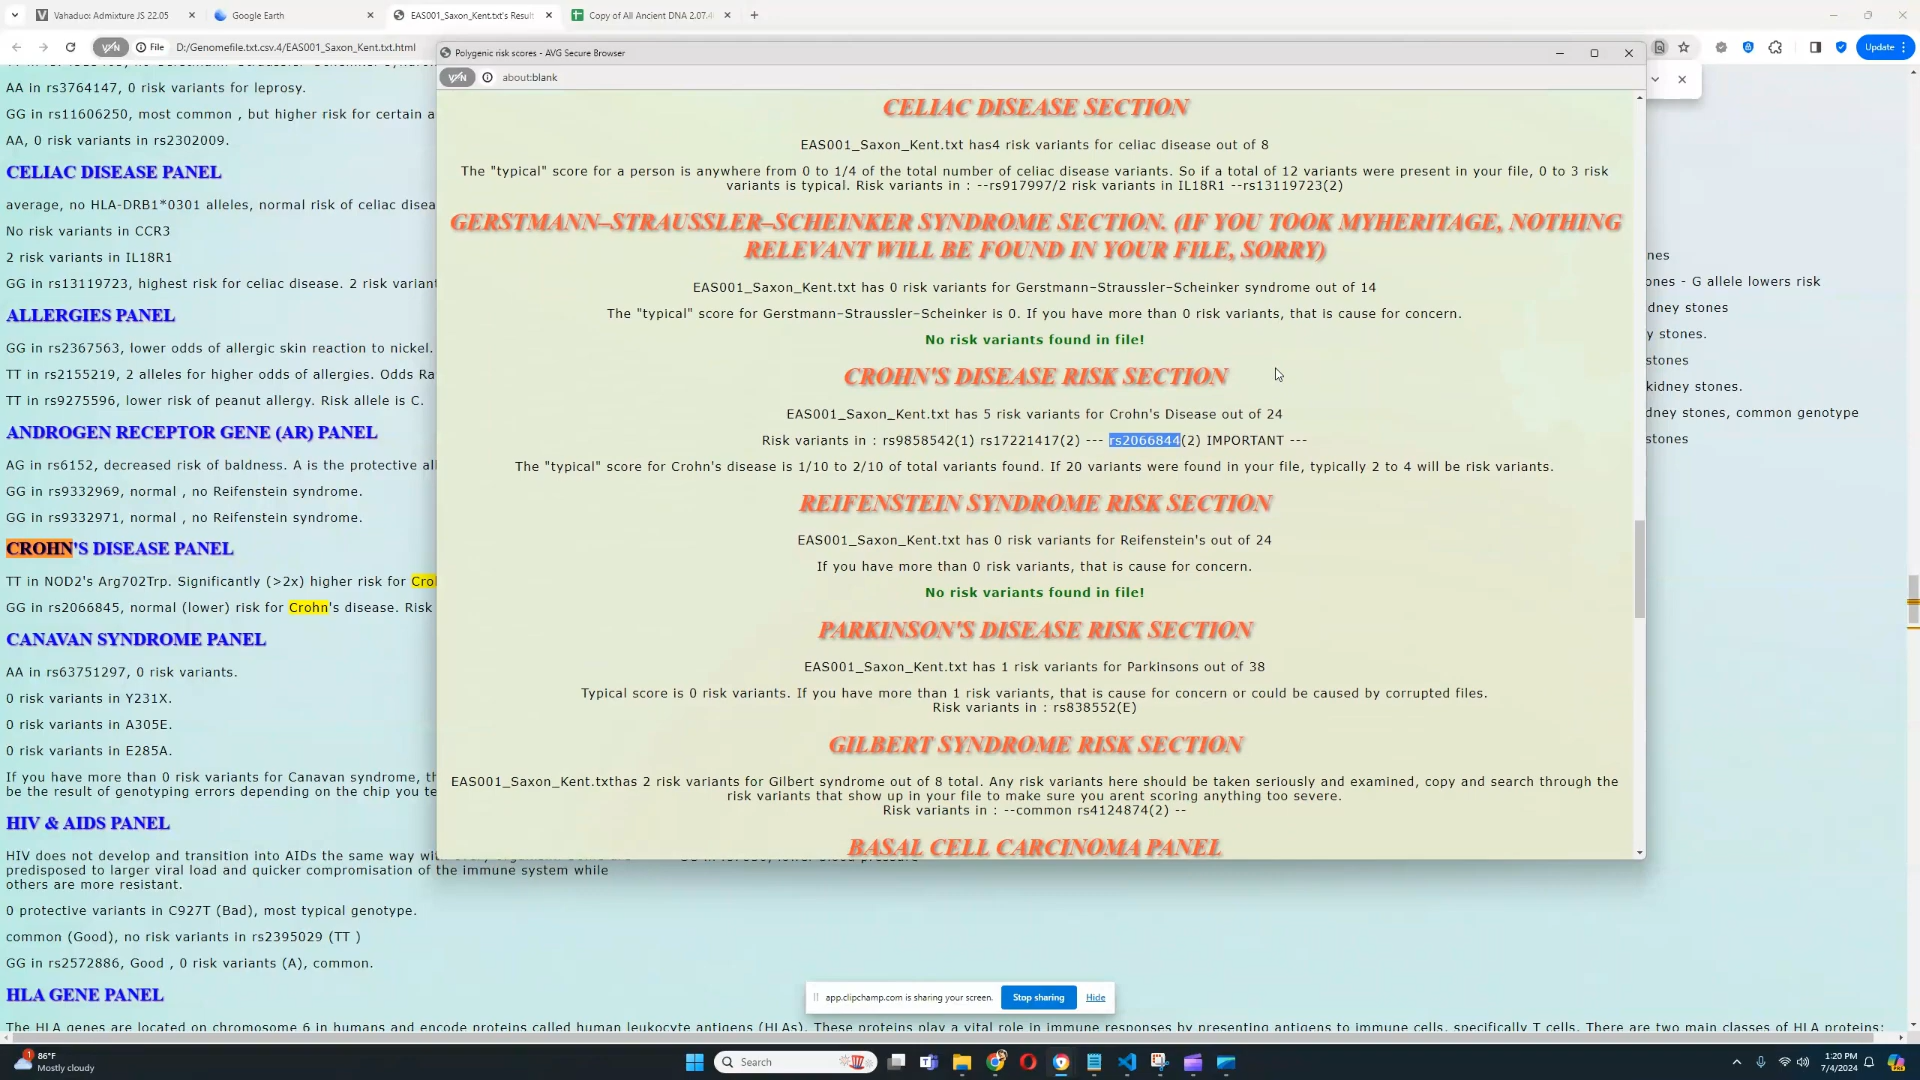 Vahaduo: Admixture JS 22.05
Google Earth
EAS001_Saxon_Kent.txt's Result
Copy of All Ancient DNA 2.07.4
File
D:/Genomefile.txt.csv.4/EAS001_Saxon_Kent.txt.html
Update
AA in rs3764147, 0 risk variants for leprosy.
GG in rs11606250, most common , but higher risk for certain a
AA, 0 risk variants in rs2302009.
CELIAC DISEASE PANEL
average, no HLA-DRB1*0301 alleles, normal risk of celiac disea
No risk variants in CCR3
2 risk variants in IL18R1
GG in rs13119723, highest risk for celiac disease. 2 risk variant
ALLERGIES PANEL
GG in rs2367563, lower odds of allergic skin reaction to nickel.
TT in rs2155219, 2 alleles for higher odds of allergies. Odds Ra
TT in rs9275596, lower risk of peanut allergy. Risk allele is C.
ANDROGEN RECEPTOR GENE (AR) PANEL
AG in rs6152, decreased risk of baldness. A is the protective al
GG in rs9332969, normal , no Reifenstein syndrome.
GG in rs9332971, normal , no Reifenstein syndrome.
CROHN'S DISEASE PANEL
TT in NOD2's Arg702Trp. Significantly (>2x) higher risk for Crol
GG in rs2066845, normal (lower) risk for Crohn's disease. Risk
CANAVAN SYNDROME PANEL
AA in rs63751297, 0 risk variants.
0 risk variants in Y231X.
0 risk variants in A305E.
0 risk variants in E285A.
If you have more than 0 risk variants for Canavan syndrome, th
be the result of genotyping errors depending on the chip you te
HIV & AIDS PANEL
HIV does not develop and transition into AIDs the same way with
predisposed to larger viral load and quicker compromisation of the immune system while
others are more resistant.
0 protective variants in C927T (Bad), most typical genotype.
common (Good), no risk variants in rs2395029 (TT )
GG in rs2572886, Good , 0 risk variants (A), common.
HLA GENE PANEL
The HLA genes are located on chromosome 6 in humans and encode proteins called human leukocyte antigens (HLAs). These proteins play a vital role in immune responses by presenting antigens to immune cells, specifically T cells. There are two main classes of HLA proteins:
Polygenic risk scores - AVG Secure Browser
about:blank
CELIAC DISEASE SECTION
EAS001_Saxon_Kent.txt has4 risk variants for celiac disease out of 8
The "typical" score for a person is anywhere from 0 to 1/4 of the total number of celiac disease variants. So if a total of 12 variants were present in your file, 0 to 3 risk
variants is typical. Risk variants in : --rs917997/2 risk variants in IL18R1 --rs13119723(2)
GERSTMANN–STRAUSSLER–SCHEINKER SYNDROME SECTION. (IF YOU TOOK MYHERITAGE, NOTHING
RELEVANT WILL BE FOUND IN YOUR FILE, SORRY)
EAS001_Saxon_Kent.txt has 0 risk variants for Gerstmann–Straussler–Scheinker syndrome out of 14
The "typical" score for Gerstmann–Straussler–Scheinker is 0. If you have more than 0 risk variants, that is cause for concern.
No risk variants found in file!
CROHN'S DISEASE RISK SECTION
EAS001_Saxon_Kent.txt has 5 risk variants for Crohn's Disease out of 24
Risk variants in : rs9858542(1) rs17221417(2) --- rs2066844(2) IMPORTANT ---
The "typical" score for Crohn's disease is 1/10 to 2/10 of total variants found. If 20 variants were found in your file, typically 2 to 4 will be risk variants.
REIFENSTEIN SYNDROME RISK SECTION
EAS001_Saxon_Kent.txt has 0 risk variants for Reifenstein's out of 24
If you have more than 0 risk variants, that is cause for concern.
No risk variants found in file!
PARKINSON'S DISEASE RISK SECTION
EAS001_Saxon_Kent.txt has 1 risk variants for Parkinsons out of 38
Typical score is 0 risk variants. If you have more than 1 risk variants, that is cause for concern or could be caused by corrupted files.
Risk variants in : rs838552(E)
GILBERT SYNDROME RISK SECTION
EAS001_Saxon_Kent.txthas 2 risk variants for Gilbert syndrome out of 8 total. Any risk variants here should be taken seriously and examined, copy and search through the
risk variants that show up in your file to make sure you arent scoring anything too severe.
Risk variants in : --common rs4124874(2) --
BASAL CELL CARCINOMA PANEL
nes
ones - G allele lowers risk
dney stones
y stones.
stones
kidney stones.
dney stones, common genotype
stones
app.clipchamp.com is sharing your screen.
Stop sharing
Hide
86°F
Mostly cloudy
Search
1:20 PM
7/4/2024